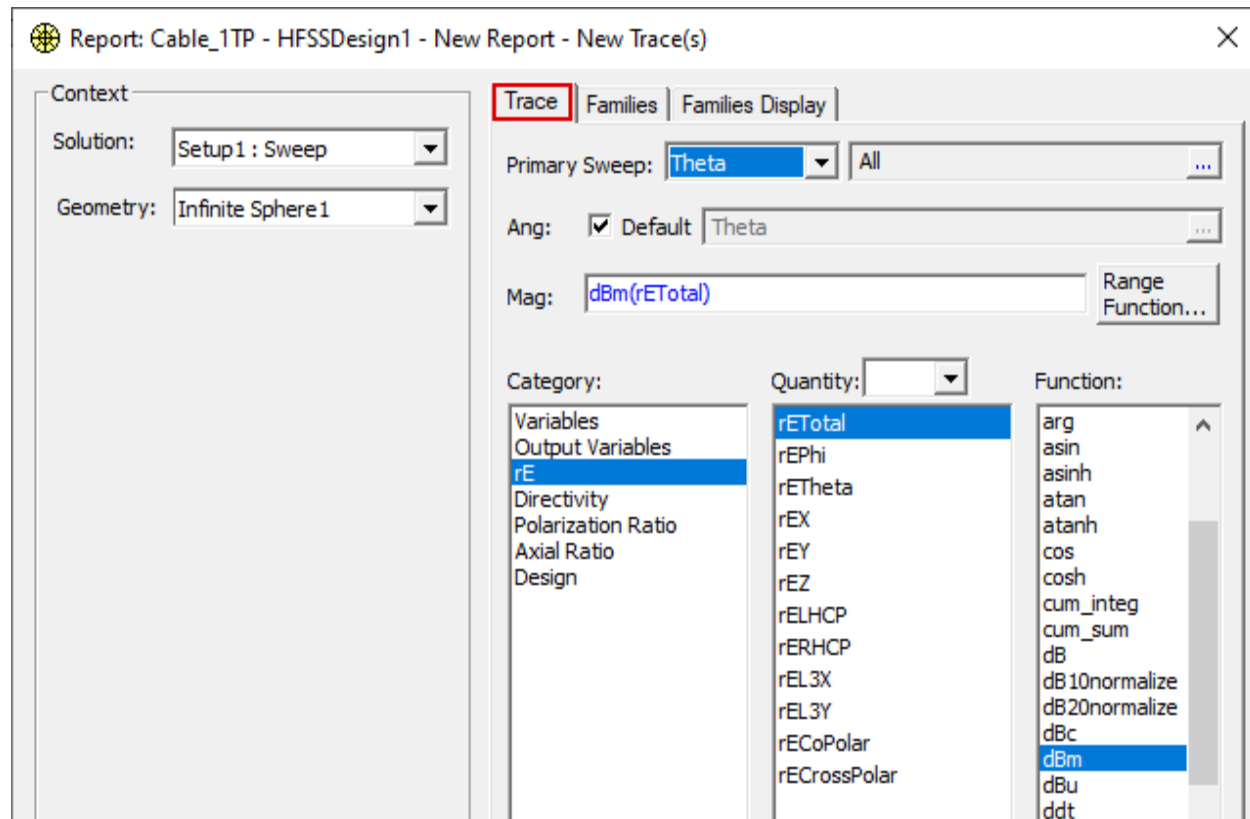 Report: Cable_1TP - HFSSDesign1 - New Report - New Trace(s)
Context
Solution:
Setup1 : Sweep
Geometry:
Infinite Sphere1
Trace
Families
Families Display
Primary Sweep:
Theta
All
...
Ang:
Default
Theta
...
Mag:
dBm(rETotal)
Range
Function...
Category:
Variables
Output Variables
rE
Directivity
Polarization Ratio
Axial Ratio
Design
Quantity:
rETotal
rEPhi
rETheta
rEX
rEY
rEZ
rELHCP
rERHCP
rEL3X
rEL3Y
rECoPolar
rECrossPolar
Function:
arg
asin
asinh
atan
atanh
cos
cosh
cum_integ
cum_sum
dB
dB10normalize
dB20normalize
dBc
dBm
dBu
ddt